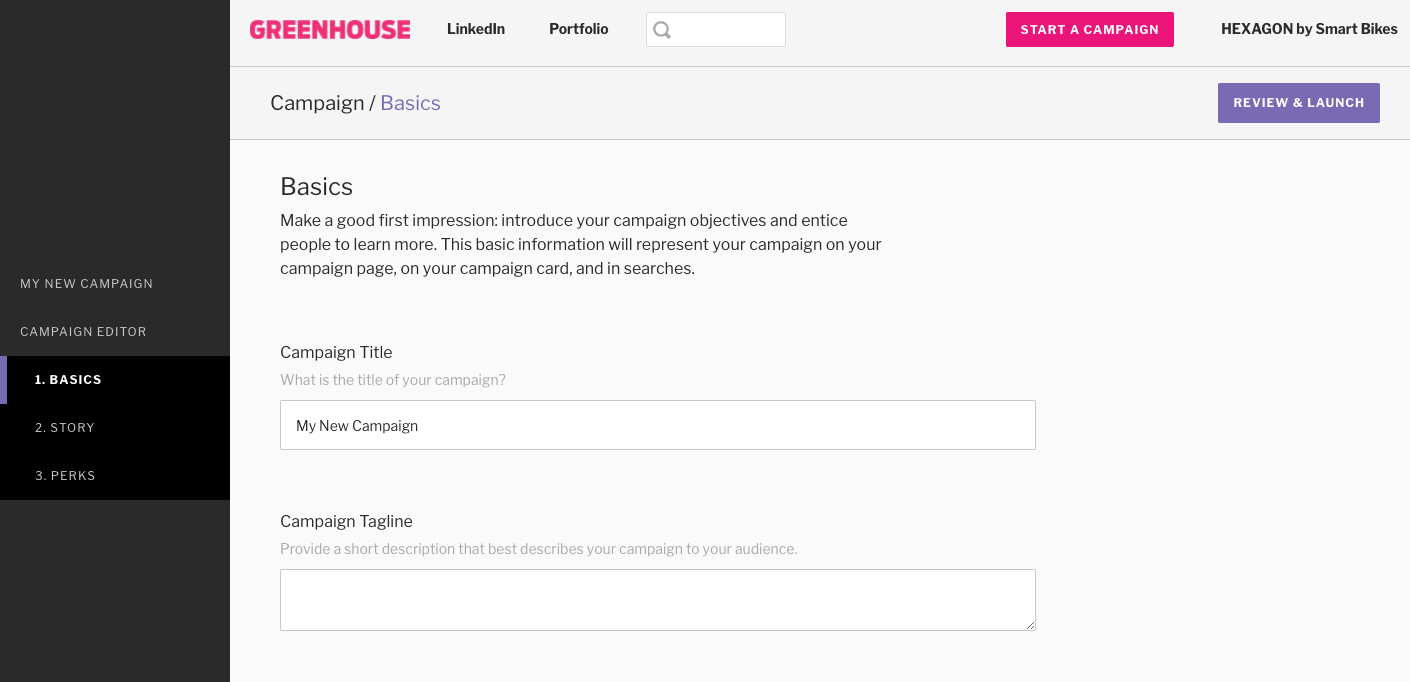 GREENHOUSE
LinkedIn
Portfolio
START A CAMPAIGN
HEXAGON by Smart Bikes
Campaign / Basics
REVIEW & LAUNCH
MY NEW CAMPAIGN
CAMPAIGN EDITOR
1. BASICS
2. STORY
3. PERKS
Basics
Make a good first impression: introduce your campaign objectives and entice
people to learn more. This basic information will represent your campaign on your
campaign page, on your campaign card, and in searches.
Campaign Title
What is the title of your campaign?
My New Campaign
Campaign Tagline
Provide a short description that best describes your campaign to your audience.